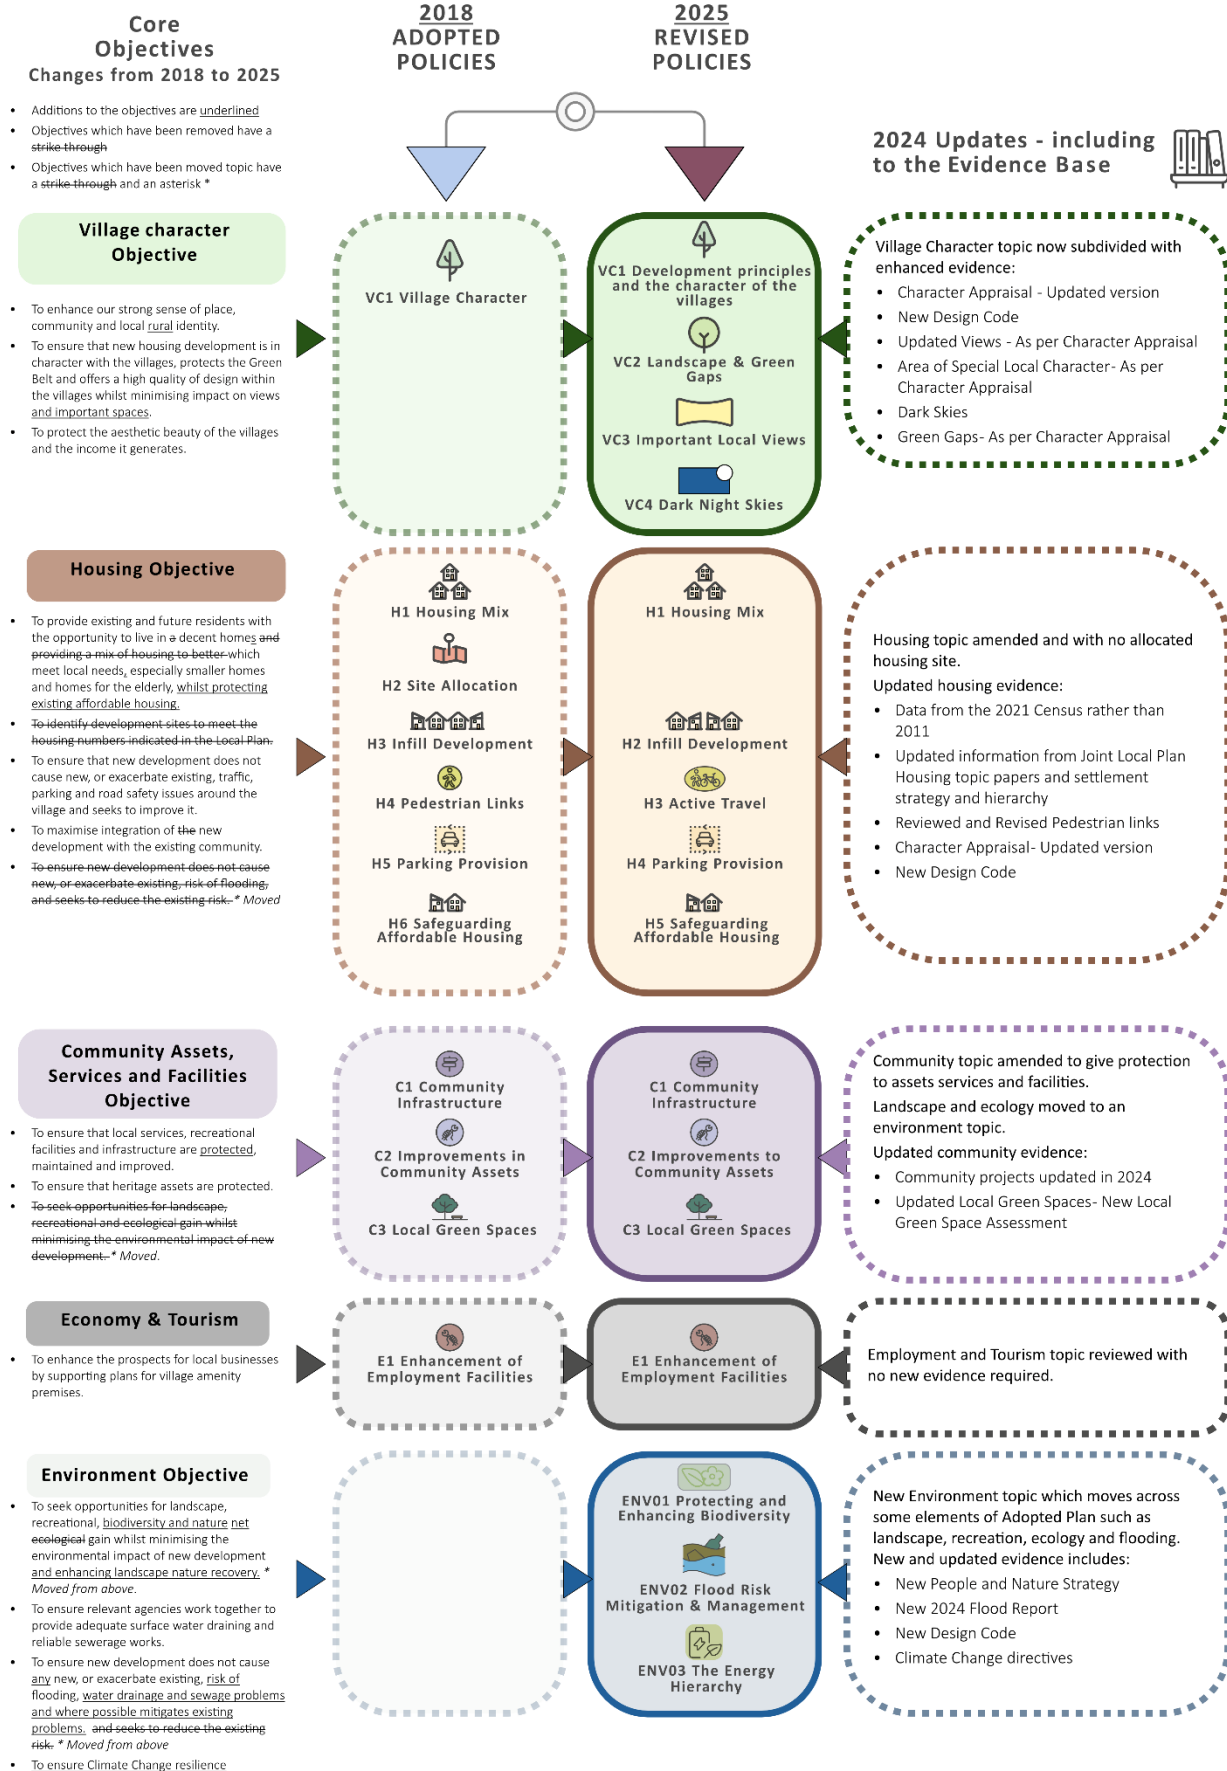 Core
Objectives
Changes from 2018 to 2025
• Additions to the objectives are underlined
• Objectives which have been removed have a
strike through
• Objectives which have been moved topic have
a strike through and an asterisk *
2018
ADOPTED
POLICIES
2025
REVISED
POLICIES
2024 Updates - including
to the Evidence Base
Village character
Objective
• To enhance our strong sense of place,
community and local rural identity.
• To ensure that new housing development is in
character with the villages, protects the Green
Belt and offers a high quality of design within
the villages whilst minimising impact on views
and important spaces.
• To protect the aesthetic beauty of the villages
and the income it generates.
VC1 Village Character
VC1 Development principles
and the character of the
villages
VC2 Landscape & Green
Gaps
VC3 Important Local Views
VC4 Dark Night Skies
Village Character topic now subdivided with
enhanced evidence:
• Character Appraisal - Updated version
• New Design Code
• Updated Views - As per Character Appraisal
• Area of Special Local Character- As per
Character Appraisal
• Dark Skies
• Green Gaps- As per Character Appraisal
Housing Objective
• To provide existing and future residents with
the opportunity to live in a decent homes and
providing a mix of housing to better which
meet local needs, especially smaller homes
and homes for the elderly, whilst protecting
existing affordable housing.
• To identify development sites to meet the
housing numbers indicated in the Local Plan.
• To ensure that new development does not
cause new, or exacerbate existing, traffic,
parking and road safety issues around the
village and seeks to improve it.
• To maximise integration of the new
development with the existing community.
• To ensure new development does not cause
new, or exacerbate existing, risk of flooding,
and seeks to reduce the existing risk. * Moved
H1 Housing Mix
H2 Site Allocation
H3 Infill Development
H4 Pedestrian Links
H5 Parking Provision
H6 Safeguarding
Affordable Housing
H1 Housing Mix
H2 Infill Development
H3 Active Travel
H4 Parking Provision
H5 Safeguarding
Affordable Housing
Housing topic amended and with no allocated
housing site.
Updated housing evidence:
• Data from the 2021 Census rather than
2011
• Updated information from Joint Local Plan
Housing topic papers and settlement
strategy and hierarchy
• Reviewed and Revised Pedestrian links
• Character Appraisal- Updated version
• New Design Code
Community Assets,
Services and Facilities
Objective
• To ensure that local services, recreational
facilities and infrastructure are protected,
maintained and improved.
• To ensure that heritage assets are protected.
• To seek opportunities for landscape,
recreational and ecological gain whilst
minimising the environmental impact of new
development. * Moved.
C1 Community
Infrastructure
C2 Improvements in
Community Assets
C3 Local Green Spaces
C1 Community
Infrastructure
C2 Improvements to
Community Assets
C3 Local Green Spaces
Community topic amended to give protection
to assets services and facilities.
Landscape and ecology moved to an
environment topic.
Updated community evidence:
• Community projects updated in 2024
• Updated Local Green Spaces- New Local
Green Space Assessment
Economy & Tourism
• To enhance the prospects for local businesses
by supporting plans for village amenity
premises.
E1 Enhancement of
Employment Facilities
E1 Enhancement of
Employment Facilities
Employment and Tourism topic reviewed with
no new evidence required.
Environment Objective
• To seek opportunities for landscape,
recreational, biodiversity and nature net
ecological gain whilst minimising the
environmental impact of new development
and enhancing landscape nature recovery. *
Moved from above.
• To ensure relevant agencies work together to
provide adequate surface water draining and
reliable sewerage works.
• To ensure new development does not cause
any new, or exacerbate existing, risk of
flooding, water drainage and sewage problems
and where possible mitigates existing
problems. and seeks to reduce the existing
risk. * Moved from above
• To ensure Climate Change resilience
ENV01 Protecting and
Enhancing Biodiversity
ENV02 Flood Risk
Mitigation & Management
ENV03 The Energy
Hierarchy
New Environment topic which moves across
some elements of Adopted Plan such as
landscape, recreation, ecology and flooding.
New and updated evidence includes:
• New People and Nature Strategy
• New 2024 Flood Report
• New Design Code
• Climate Change directives